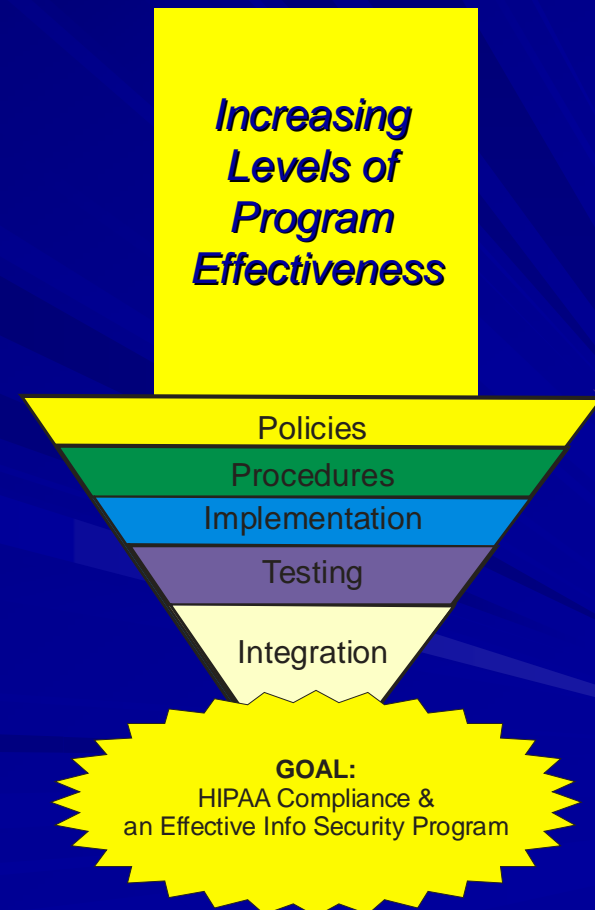 Increasing
Levels of
Program
Effectiveness
Policies
Procedures
Implementation
Testing
Integration
GOAL:
HIPAA Compliance &
an Effective Info Security Program